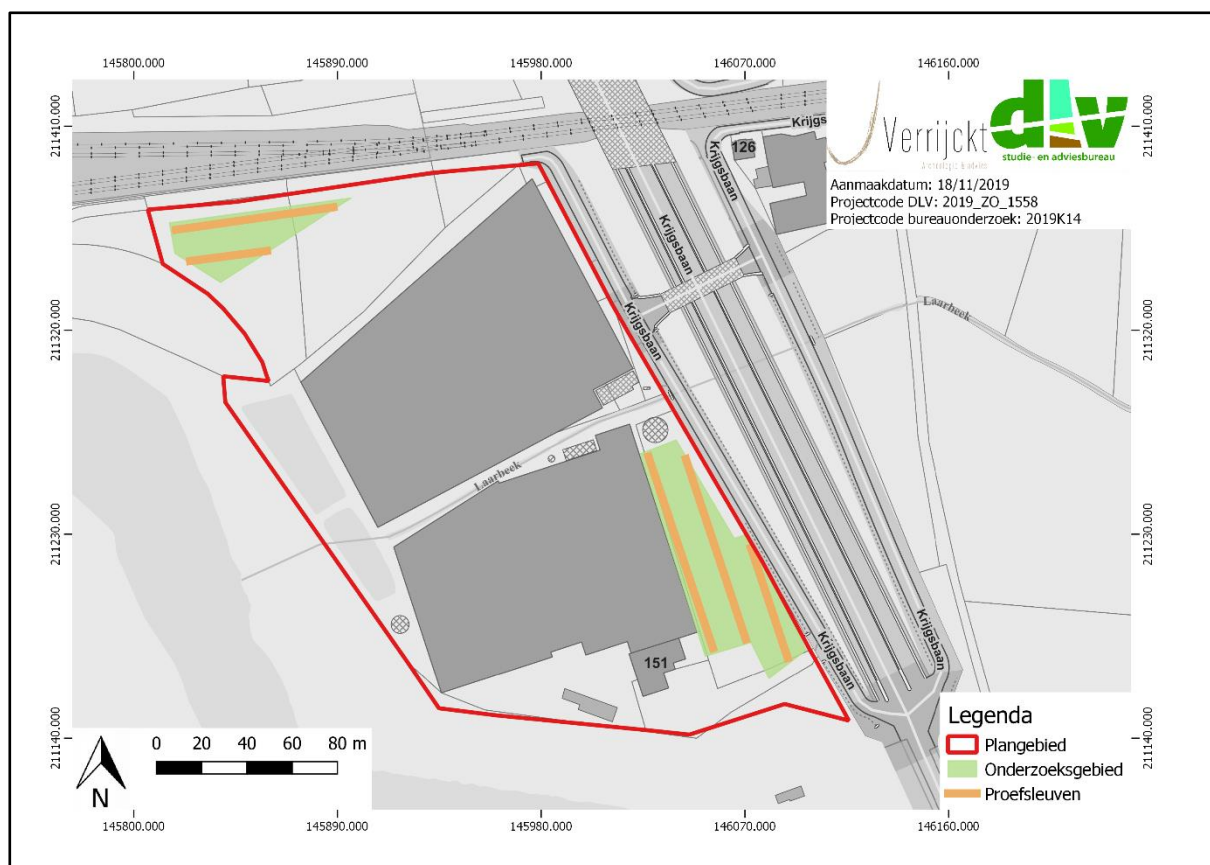 145800.000 145890.000 145980.000 146070.000 146160.000
211410.000 211410.000
Verrijckt
dLv
studie- en adviesbureau
Aanmaakdatum: 18/11/2019
Projectcode DLV: 2019_ZO_1558
Projectcode bureauonderzoek: 2019K14
Krijgs
126
Krijgsbaan
Krijgsbaan
Krijgsbaan
Krijgsbaan
Laarbeek
211320.000 211320.000
Laarbeek
211230.000 211230.000
151
Krijgsbaan
Krijgsbaan
211140.000 211140.000
0 20 40 60 80 m
N
Legenda
Plangebied
Onderzoeksgebied
Proefsleuven
145800.000 145890.000 145980.000 146070.000 146160.000